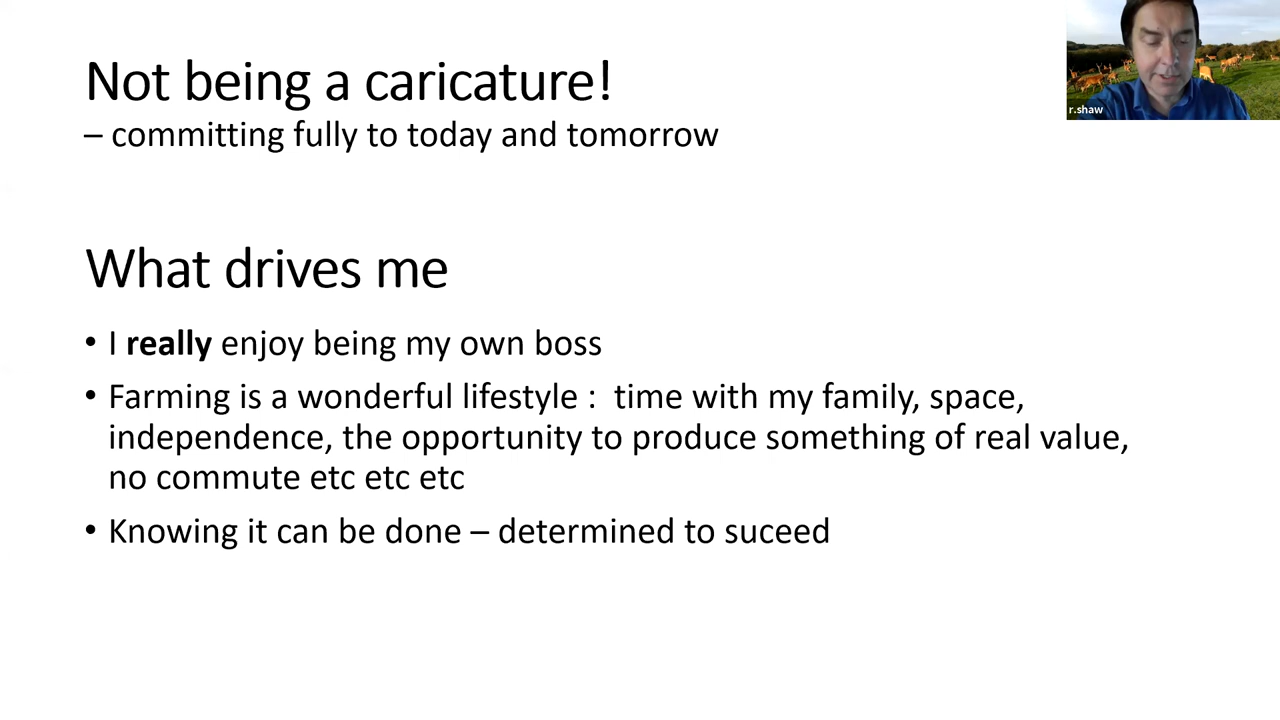 Not being a caricature!
– committing fully to today and tomorrow
r.shaw
What drives me
• I really enjoy being my own boss
• Farming is a wonderful lifestyle :  time with my family, space,
independence, the opportunity to produce something of real value,
no commute etc etc etc
• Knowing it can be done – determined to suceed